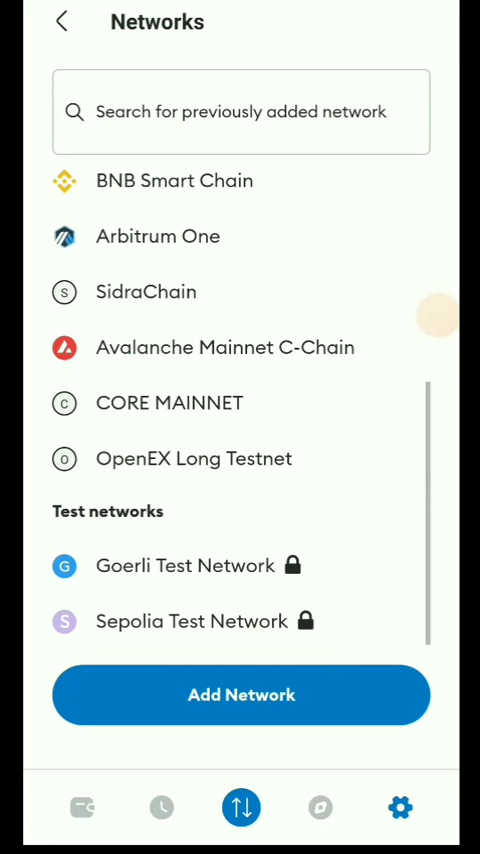 Networks
Search for previously added network
BNB Smart Chain
Arbitrum One
S SidraChain
Avalanche Mainnet C-Chain
C CORE MAINNET
O OpenEX Long Testnet
Test networks
G Goerli Test Network
S Sepolia Test Network
Add Network